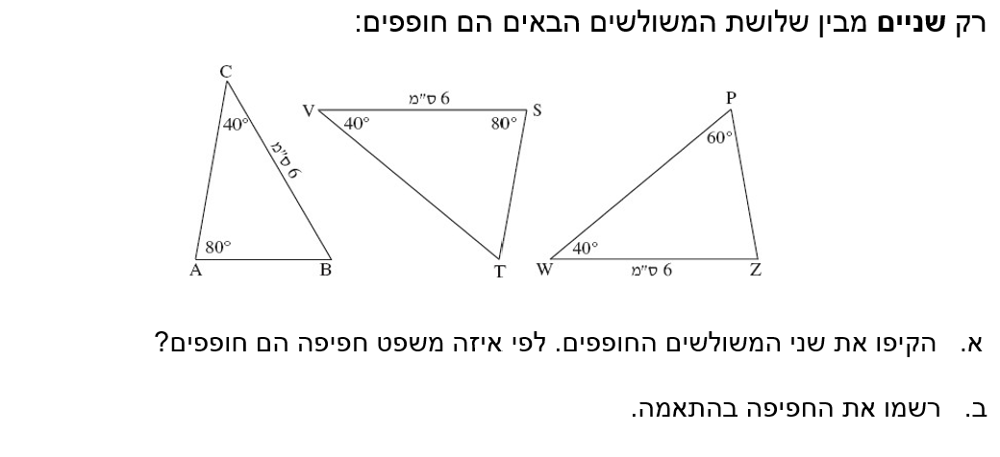 רק שניים מבין שלושת המשולשים הבאים הם חופפים:
C
40°
6 ס"מ
80°
A
B
V
6 ס"מ
S
40°
80°
T
P
60°
40°
W
6 ס"מ
Z
א. הקיפו את שני המשולשים החופפים. לפי איזה משפט חפיפה הם חופפים?
ב. רשמו את החפיפה בהתאמה.